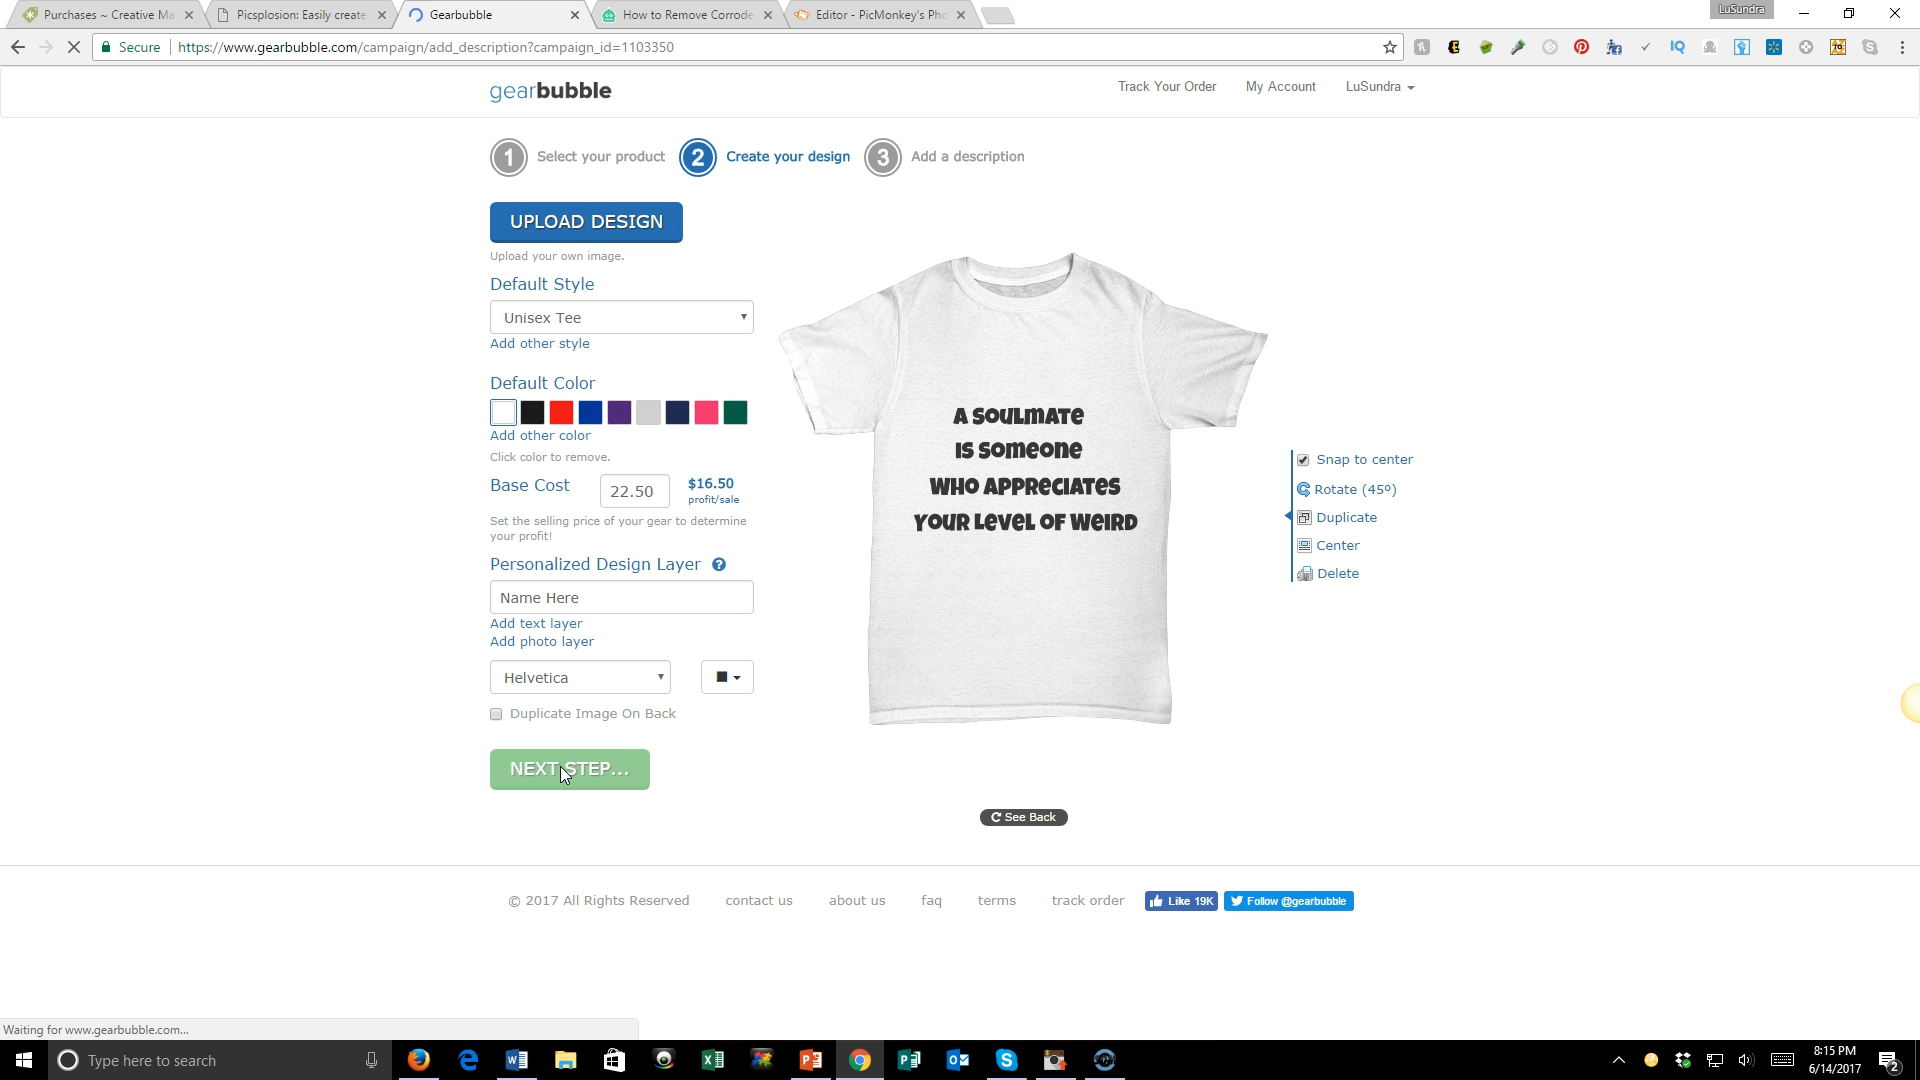 Purchases ~ Creative Ma
Picsplosion: Easily create
Gearbubble
How to Remove Corrode
Editor - PicMonkey's Pho
LuSundra
Secure
https://www.gearbubble.com/campaign/add_description?campaign_id=1103350
gearbubble
Track Your Order
My Account
LuSundra
1 Select your product
2 Create your design
3 Add a description
UPLOAD DESIGN
Upload your own image.
Default Style
Unisex Tee
Add other style
Default Color
Add other color
Click color to remove.
Base Cost
22.50
$16.50
profit/sale
Set the selling price of your gear to determine
your profit!
Personalized Design Layer ?
Name Here
Add text layer
Add photo layer
Helvetica
Duplicate Image On Back
NEXT STEP...
A SOULMATE
IS SOMEONE
WHO APPRECIATES
YOUR LEVEL OF WEIRD
Snap to center
Rotate (45º)
Duplicate
Center
Delete
See Back
© 2017 All Rights Reserved
contact us
about us
faq
terms
track order
Like 19K
Follow @gearbubble
Waiting for www.gearbubble.com...
Type here to search
8:15 PM
6/14/2017
2